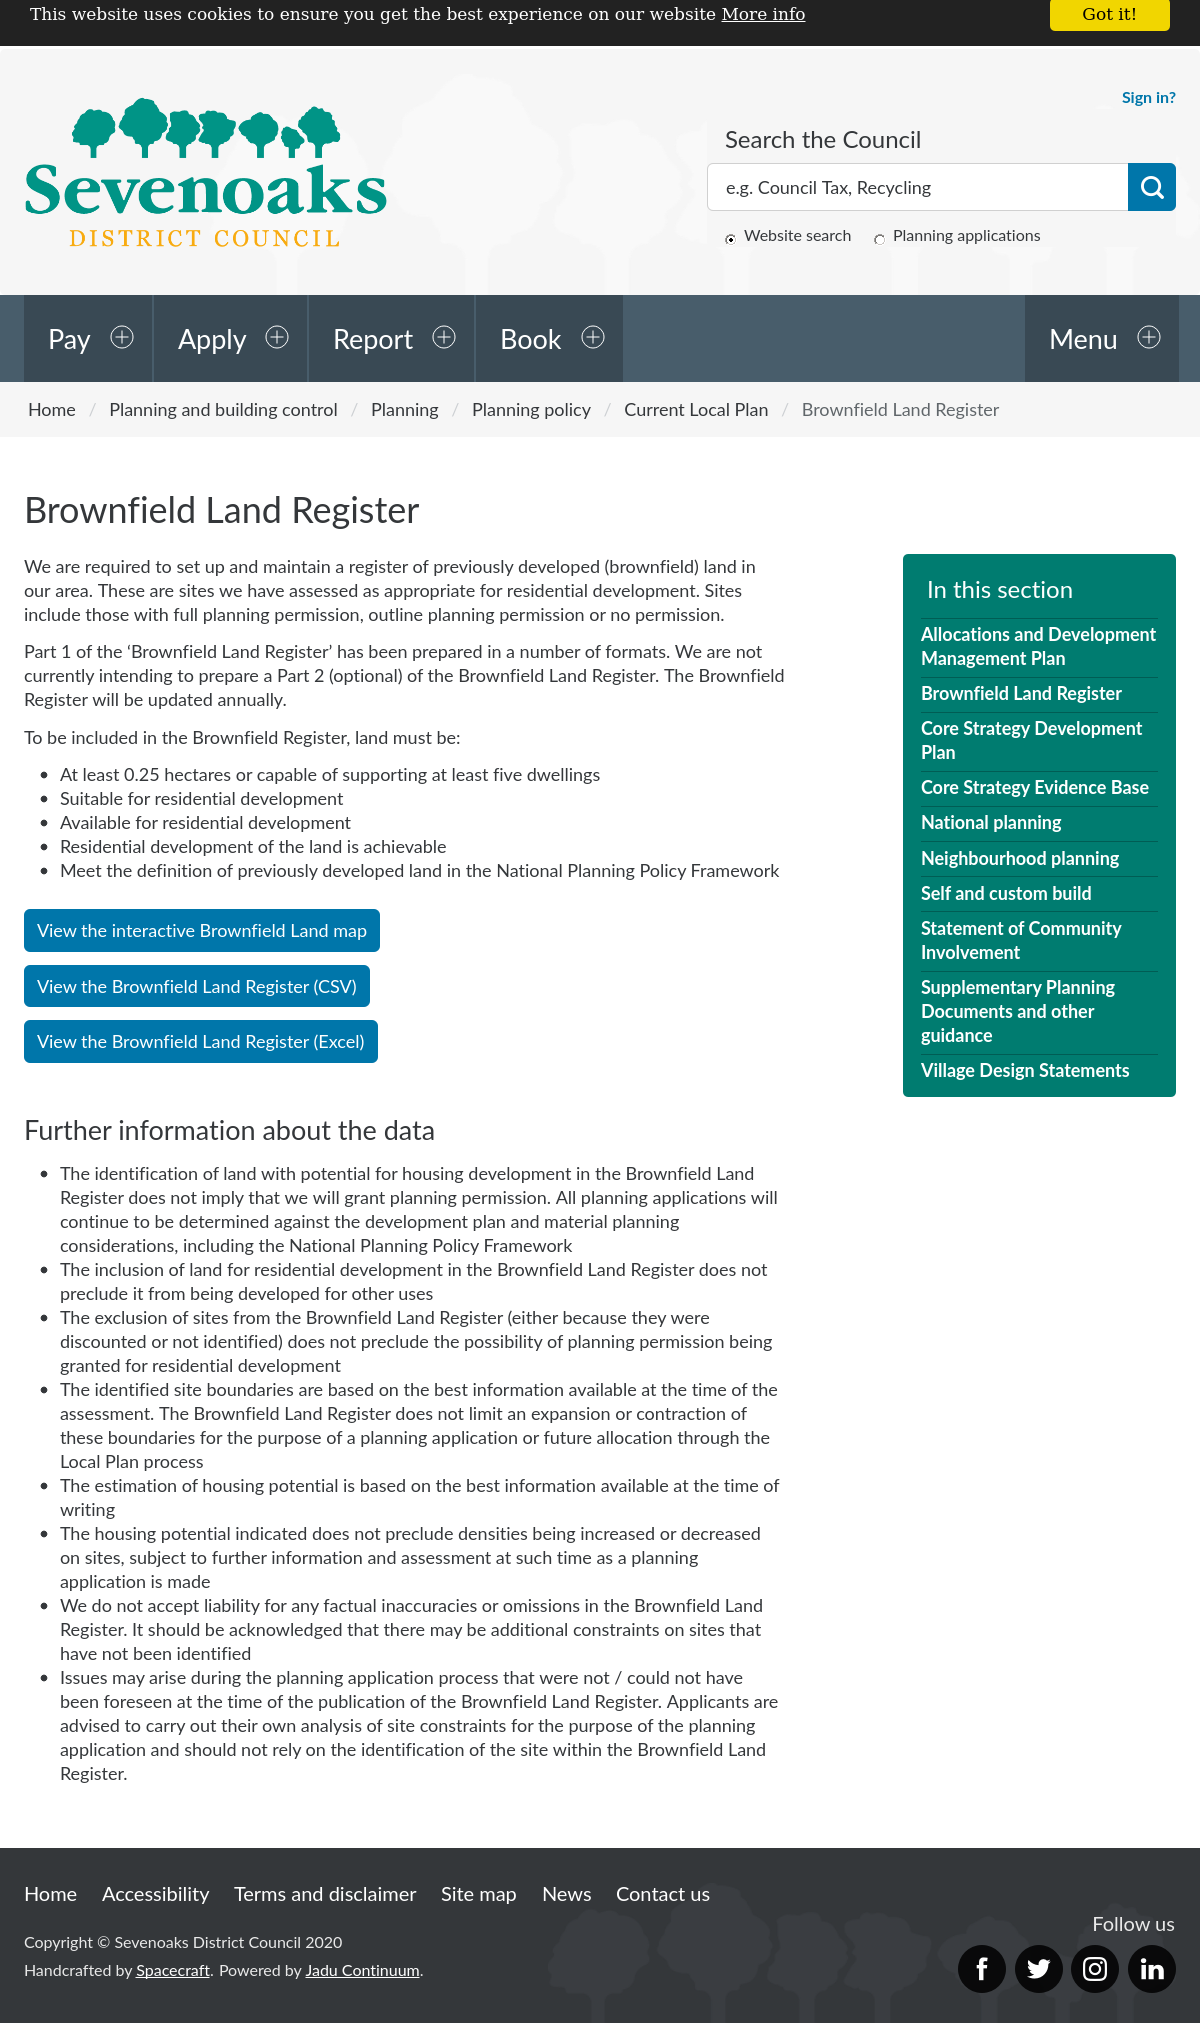 This website uses cookies to ensure you get the best experience on our website More info
Got it!
Sign in?
Sevenoaks
DISTRICT COUNCIL
Search the Council
e.g. Council Tax, Recycling
Website search
Planning applications
Pay
Apply
Report
Book
Menu
Home / Planning and building control / Planning / Planning policy / Current Local Plan / Brownfield Land Register
Brownfield Land Register
We are required to set up and maintain a register of previously developed (brownfield) land in
our area. These are sites we have assessed as appropriate for residential development. Sites
include those with full planning permission, outline planning permission or no permission.
Part 1 of the ‘Brownfield Land Register’ has been prepared in a number of formats. We are not
currently intending to prepare a Part 2 (optional) of the Brownfield Land Register. The Brownfield
Register will be updated annually.
To be included in the Brownfield Register, land must be:
• At least 0.25 hectares or capable of supporting at least five dwellings
• Suitable for residential development
• Available for residential development
• Residential development of the land is achievable
• Meet the definition of previously developed land in the National Planning Policy Framework
View the interactive Brownfield Land map
View the Brownfield Land Register (CSV)
View the Brownfield Land Register (Excel)
In this section
Allocations and Development
Management Plan
Brownfield Land Register
Core Strategy Development
Plan
Core Strategy Evidence Base
National planning
Neighbourhood planning
Self and custom build
Statement of Community
Involvement
Supplementary Planning
Documents and other
guidance
Village Design Statements
Further information about the data
• The identification of land with potential for housing development in the Brownfield Land
Register does not imply that we will grant planning permission. All planning applications will
continue to be determined against the development plan and material planning
considerations, including the National Planning Policy Framework
• The inclusion of land for residential development in the Brownfield Land Register does not
preclude it from being developed for other uses
• The exclusion of sites from the Brownfield Land Register (either because they were
discounted or not identified) does not preclude the possibility of planning permission being
granted for residential development
• The identified site boundaries are based on the best information available at the time of the
assessment. The Brownfield Land Register does not limit an expansion or contraction of
these boundaries for the purpose of a planning application or future allocation through the
Local Plan process
• The estimation of housing potential is based on the best information available at the time of
writing
• The housing potential indicated does not preclude densities being increased or decreased
on sites, subject to further information and assessment at such time as a planning
application is made
• We do not accept liability for any factual inaccuracies or omissions in the Brownfield Land
Register. It should be acknowledged that there may be additional constraints on sites that
have not been identified
• Issues may arise during the planning application process that were not / could not have
been foreseen at the time of the publication of the Brownfield Land Register. Applicants are
advised to carry out their own analysis of site constraints for the purpose of the planning
application and should not rely on the identification of the site within the Brownfield Land
Register.
Home Accessibility Terms and disclaimer Site map News Contact us
Follow us
Copyright © Sevenoaks District Council 2020
Handcrafted by Spacecraft. Powered by Jadu Continuum.